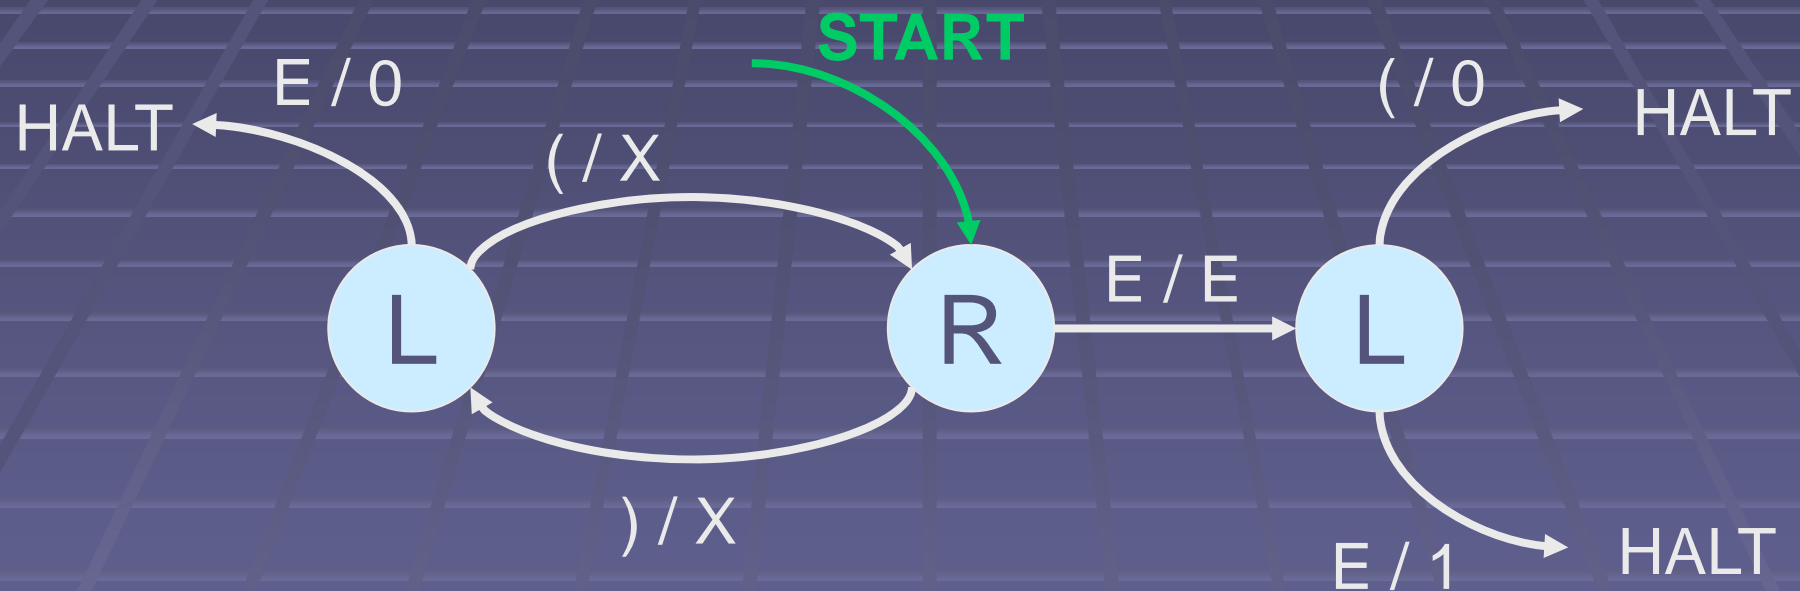 START
E / 0
( / 0
HALT
HALT
( / X
E / E
L
R
L
) / X
E / 1
HALT